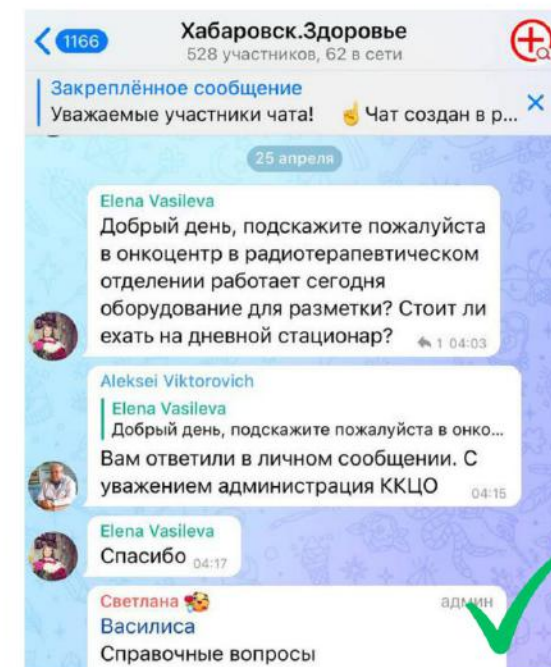 1166
Хабаровск.Здоровье
528 участников, 62 в сети
Закреплённое сообщение
Уважаемые участники чата! ☝️Чат создан в р...
25 апреля
Elena Vasileva
Добрый день, подскажите пожалуйста
в онкоцентр в радиотерапевтическом
отделении работает сегодня
оборудование для разметки? Стоит ли
ехать на дневной стационар? 1 04:03
Aleksei Viktorovich
Elena Vasileva
Добрый день, подскажите пожалуйста в онко...
Вам ответили в личном сообщении. С
уважением администрация ККЦО 04:15
Elena Vasileva
Спасибо 04:17
Светлана админ
Василиса
Справочные вопросы